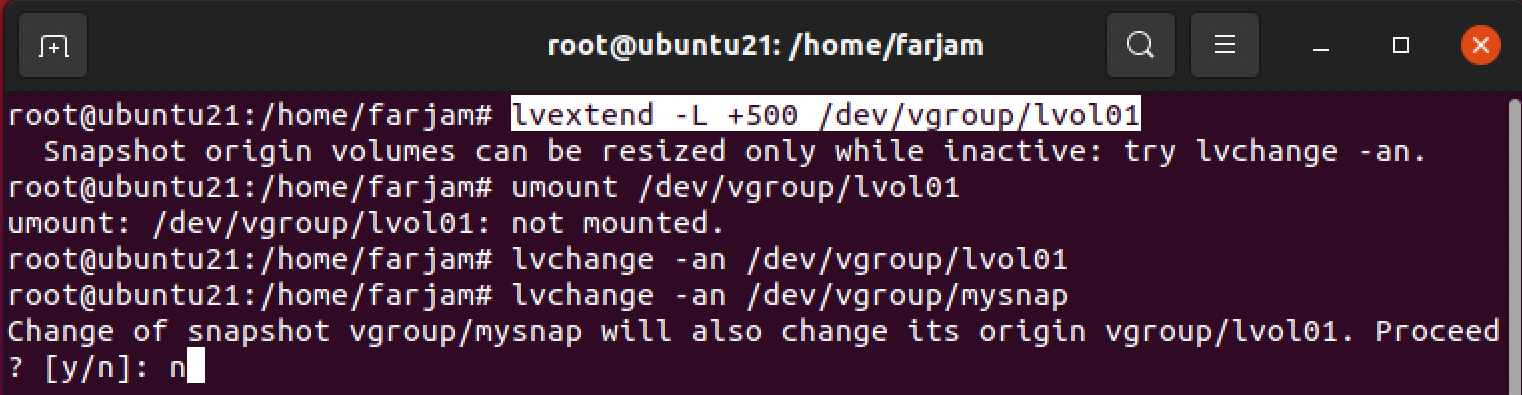 root@ubuntu21: /home/farjam
root@ubuntu21:/home/farjam# lvextend -L +500 /dev/vgroup/lvol01
  Snapshot origin volumes can be resized only while inactive: try lvchange -an.
root@ubuntu21:/home/farjam# umount /dev/vgroup/lvol01
umount: /dev/vgroup/lvol01: not mounted.
root@ubuntu21:/home/farjam# lvchange -an /dev/vgroup/lvol01
root@ubuntu21:/home/farjam# lvchange -an /dev/vgroup/mysnap
Change of snapshot vgroup/mysnap will also change its origin vgroup/lvol01. Proceed
? [y/n]: n